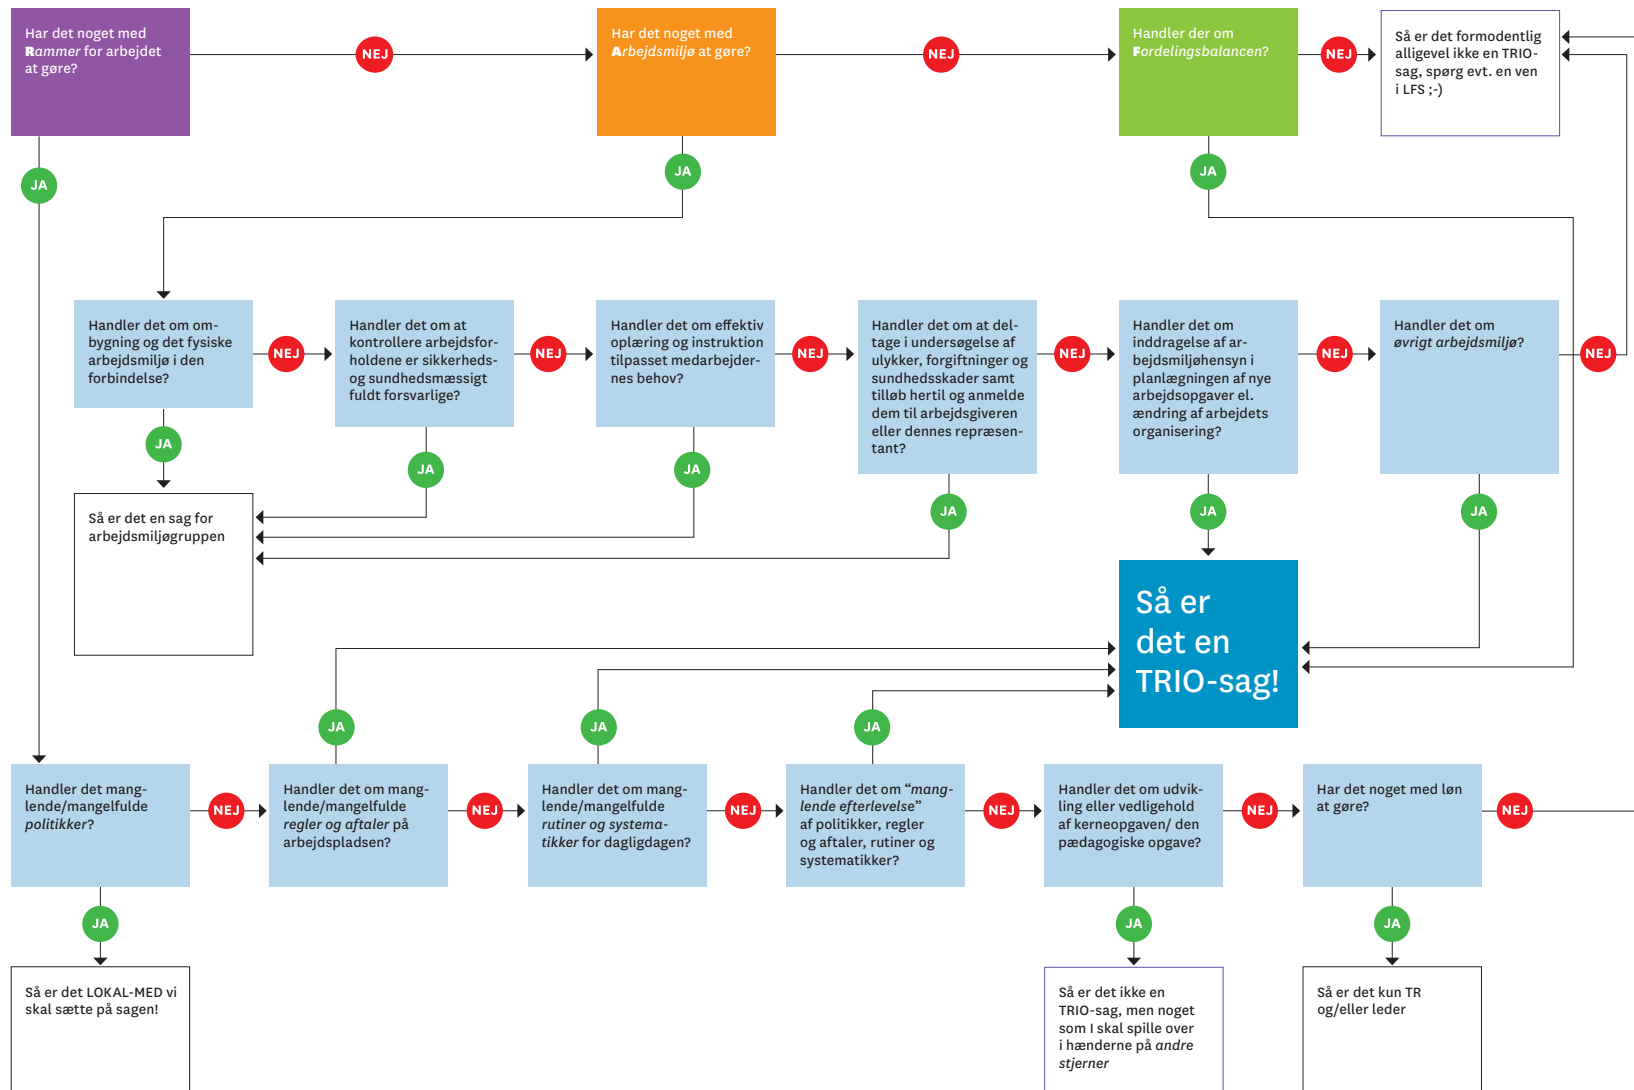 Har det noget med
Rammer for arbejdet
at gøre?
NEJ
Har det noget med
Arbejdsmiljø at gøre?
NEJ
Handler der om
Fordelingsbalancen?
NEJ
Så er det formodentlig
alligevel ikke en TRIO-
sag, spørg evt. en ven
i LFS ;-)
JA
JA
JA
Handler det om om-
bygning og det fysiske
arbejdsmiljø i den
forbindelse?
NEJ
Handler det om at
kontrollere arbejdsfor-
holdene er sikkerheds-
og sundhedsmæssigt
fuldt forsvarlige?
NEJ
Handler det om effektiv
oplæring og instruktion
tilpasset medarbejder-
nes behov?
NEJ
Handler det om at del-
tage i undersøgelse af
ulykker, forgiftninger og
sundhedsskader samt
tilløb hertil og anmelde
dem til arbejdsgiveren
eller dennes repræsen-
tant?
NEJ
Handler det om
inddragelse af ar-
bejdsmiljøhensyn i
planlægningen af nye
arbejdsopgaver el.
ændring af arbejdets
organisering?
NEJ
Handler det om
øvrigt arbejdsmiljø?
NEJ
JA
JA
JA
JA
JA
JA
Så er det en sag for
arbejdsmiljøgruppen
Så er
det en
TRIO-sag!
JA
JA
JA
Handler det mang-
lende/mangelfulde
politikker?
NEJ
Handler det om mang-
lende/mangelfulde
regler og aftaler på
arbejdspladsen?
NEJ
Handler det om mang-
lende/mangelfulde
rutiner og systema-
tikker for dagligdagen?
NEJ
Handler det om “mang-
lende efterlevelse”
af politikker, regler
og aftaler, rutiner og
systematikker?
NEJ
Handler det om udvik-
ling eller vedligehold
af kerneopgaven/ den
pædagogiske opgave?
NEJ
Har det noget med løn
at gøre?
NEJ
JA
JA
JA
Så er det LOKAL-MED vi
skal sætte på sagen!
Så er det ikke en
TRIO-sag, men noget
som I skal spille over
i hænderne på andre
stjerner
Så er det kun TR
og/eller leder